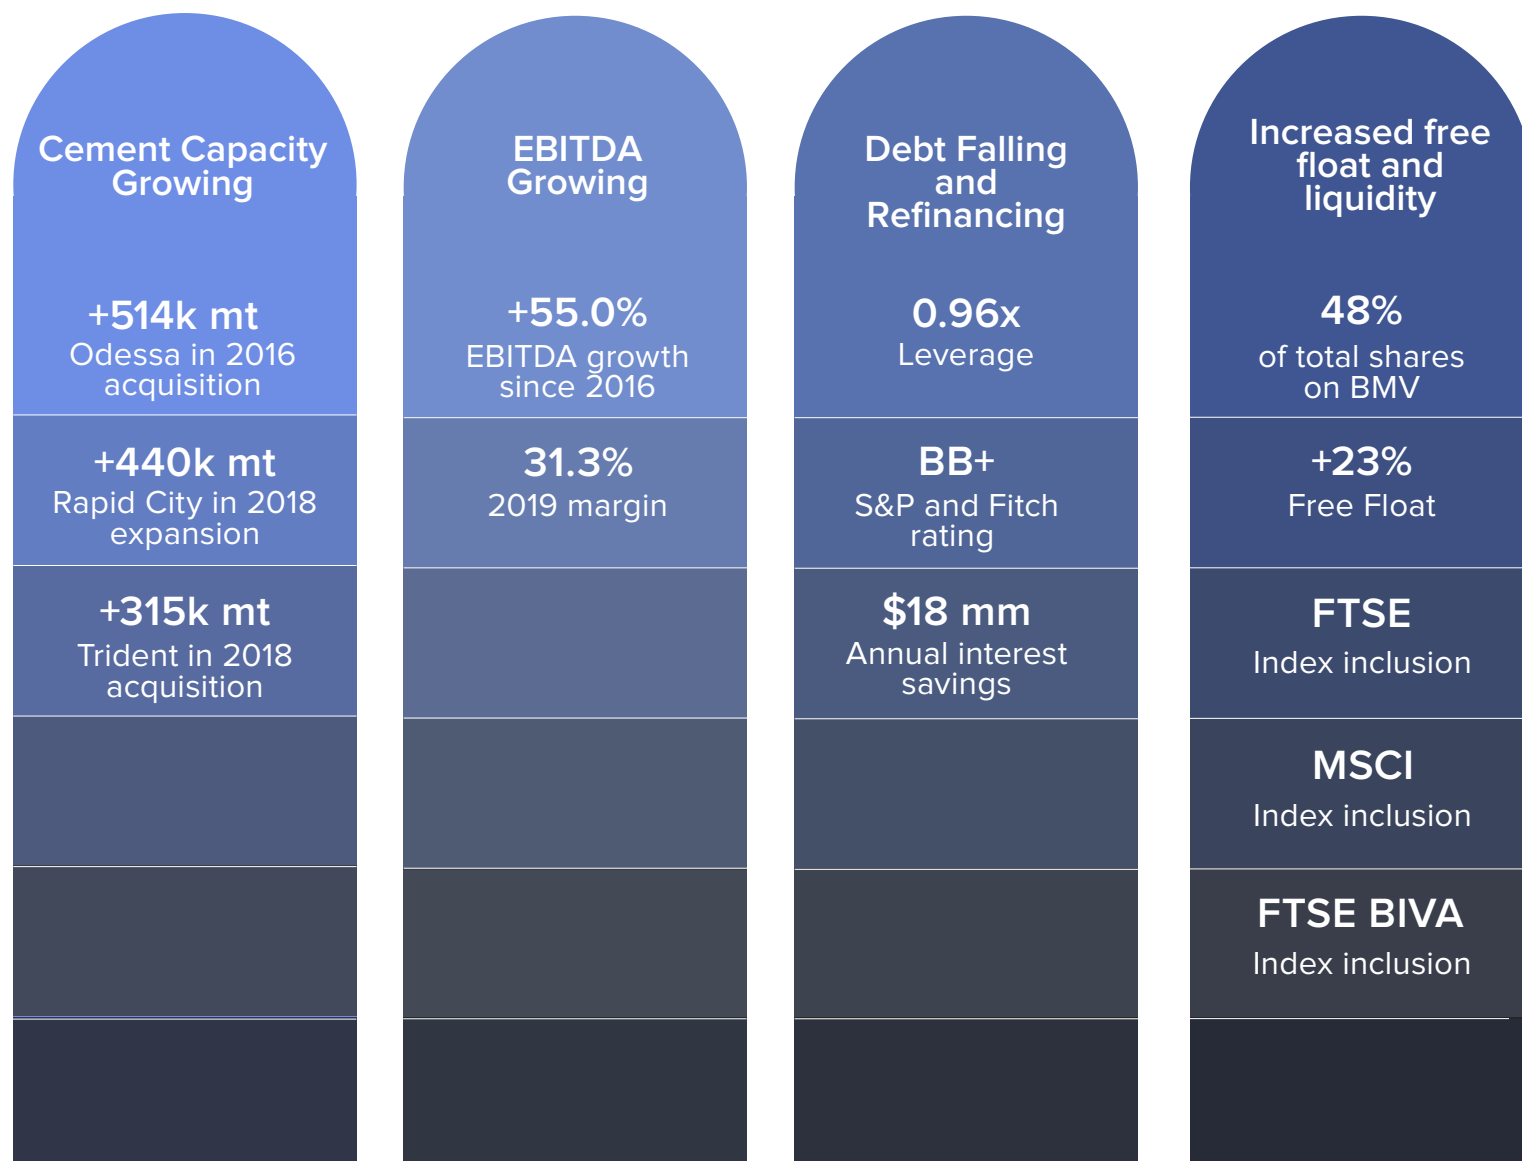 Cement Capacity
Growing
+514k mt
Odessa in 2016
acquisition
+440k mt
Rapid City in 2018
expansion
+315k mt
Trident in 2018
acquisition
EBITDA
Growing
+55.0%
EBITDA growth
since 2016
31.3%
2019 margin
Debt Falling
and
Refinancing
0.96x
Leverage
BB+
S&P and Fitch
rating
$18 mm
Annual interest
savings
Increased free
float and
liquidity
48%
of total shares
on BMV
+23%
Free Float
FTSE
Index inclusion
MSCI
Index inclusion
FTSE BIVA
Index inclusion